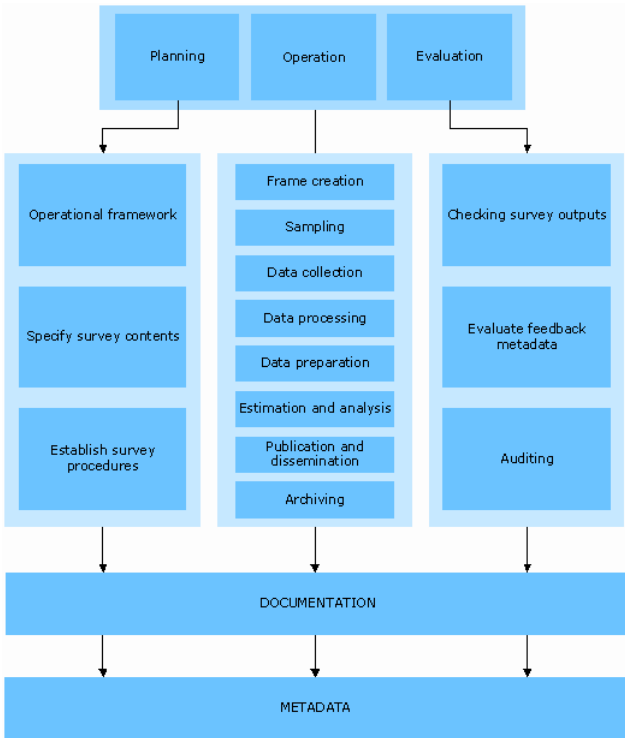 Planning
Operation
Evaluation
Operational framework
Specify survey contents
Establish survey
procedures
Frame creation
Sampling
Data collection
Data processing
Data preparation
Estimation and analysis
Publication and
dissemination
Archiving
Checking survey outputs
Evaluate feedback
metadata
Auditing
DOCUMENTATION
METADATA